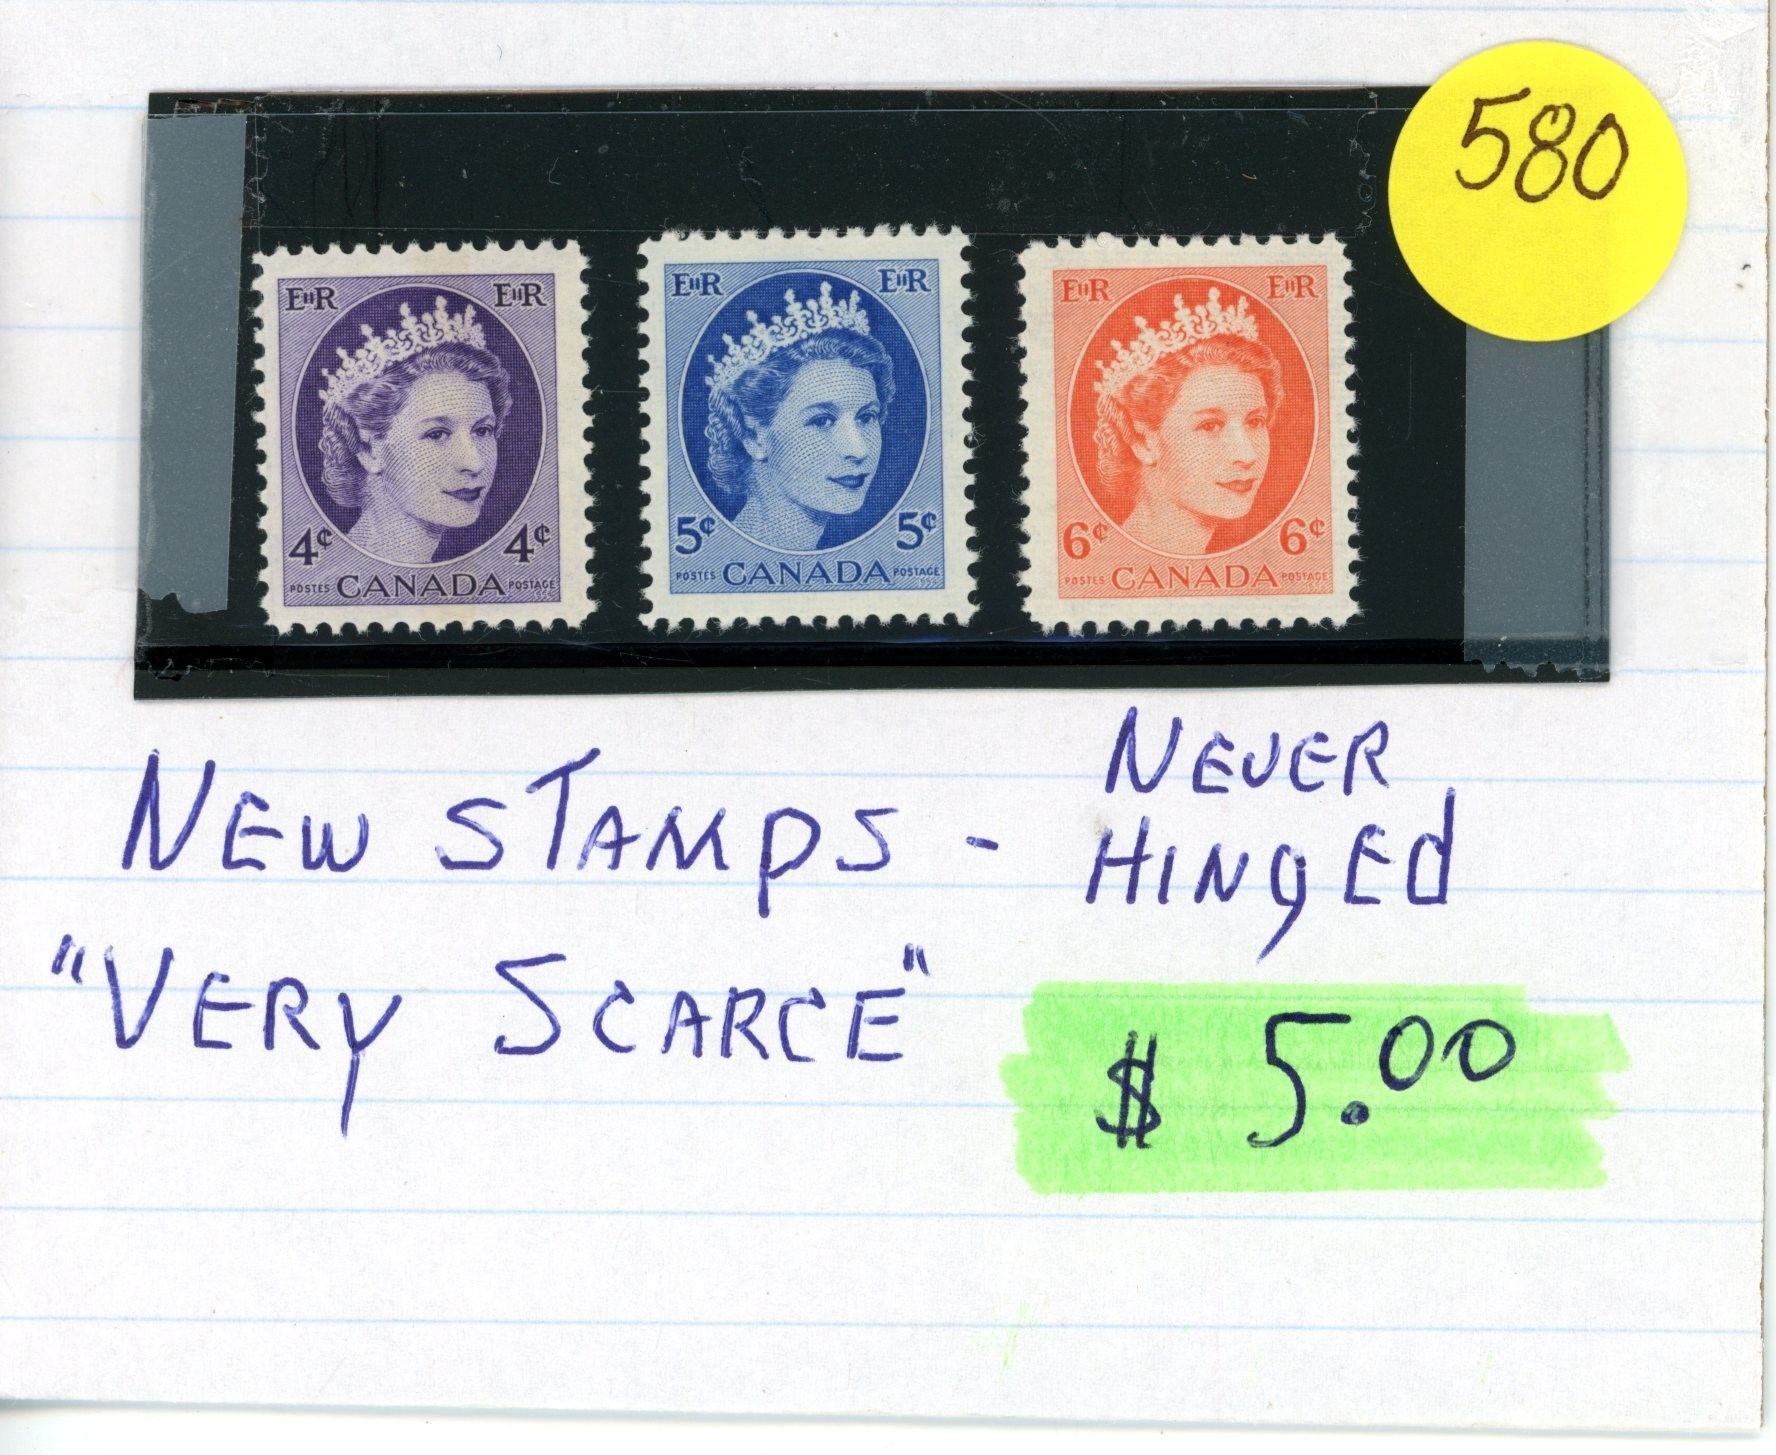 580
EIIR EIIR
4¢ 4¢
POSTES CANADA POSTAGE
EIIR EIIR
5¢ 5¢
POSTES CANADA POSTAGE
EIIR EIIR
6¢ 6¢
POSTES CANADA POSTAGE
NEW STAMPS - NEVER
HINGED
"VERY SCARCE"
$ 5.00